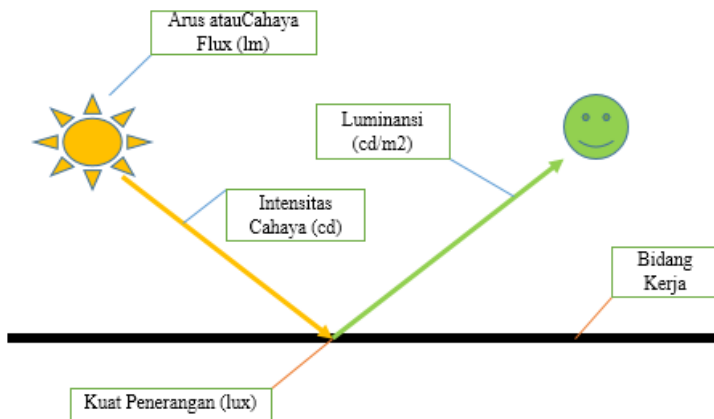 Arus atauCahaya
Flux (lm)
Luminansi
(cd/m2)
Intensitas
Cahaya (cd)
Bidang
Kerja
Kuat Penerangan (lux)